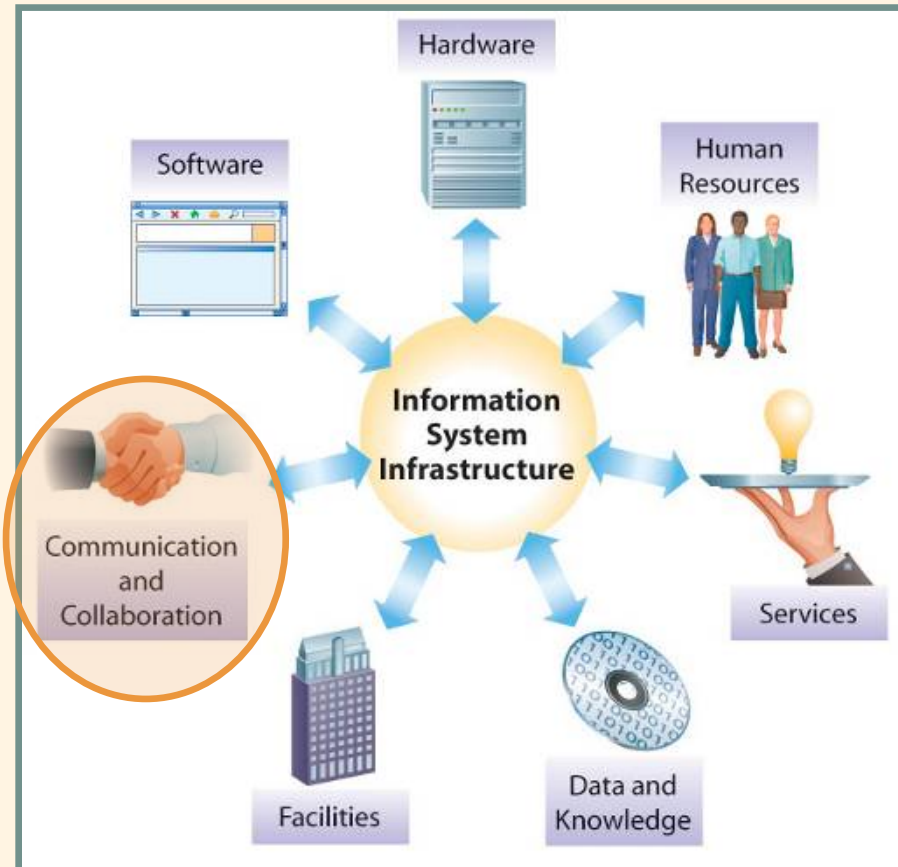 Hardware
Software
Human
Resources
Information
System
Infrastructure
Communication
and
Collaboration
Services
Facilities
Data and
Knowledge